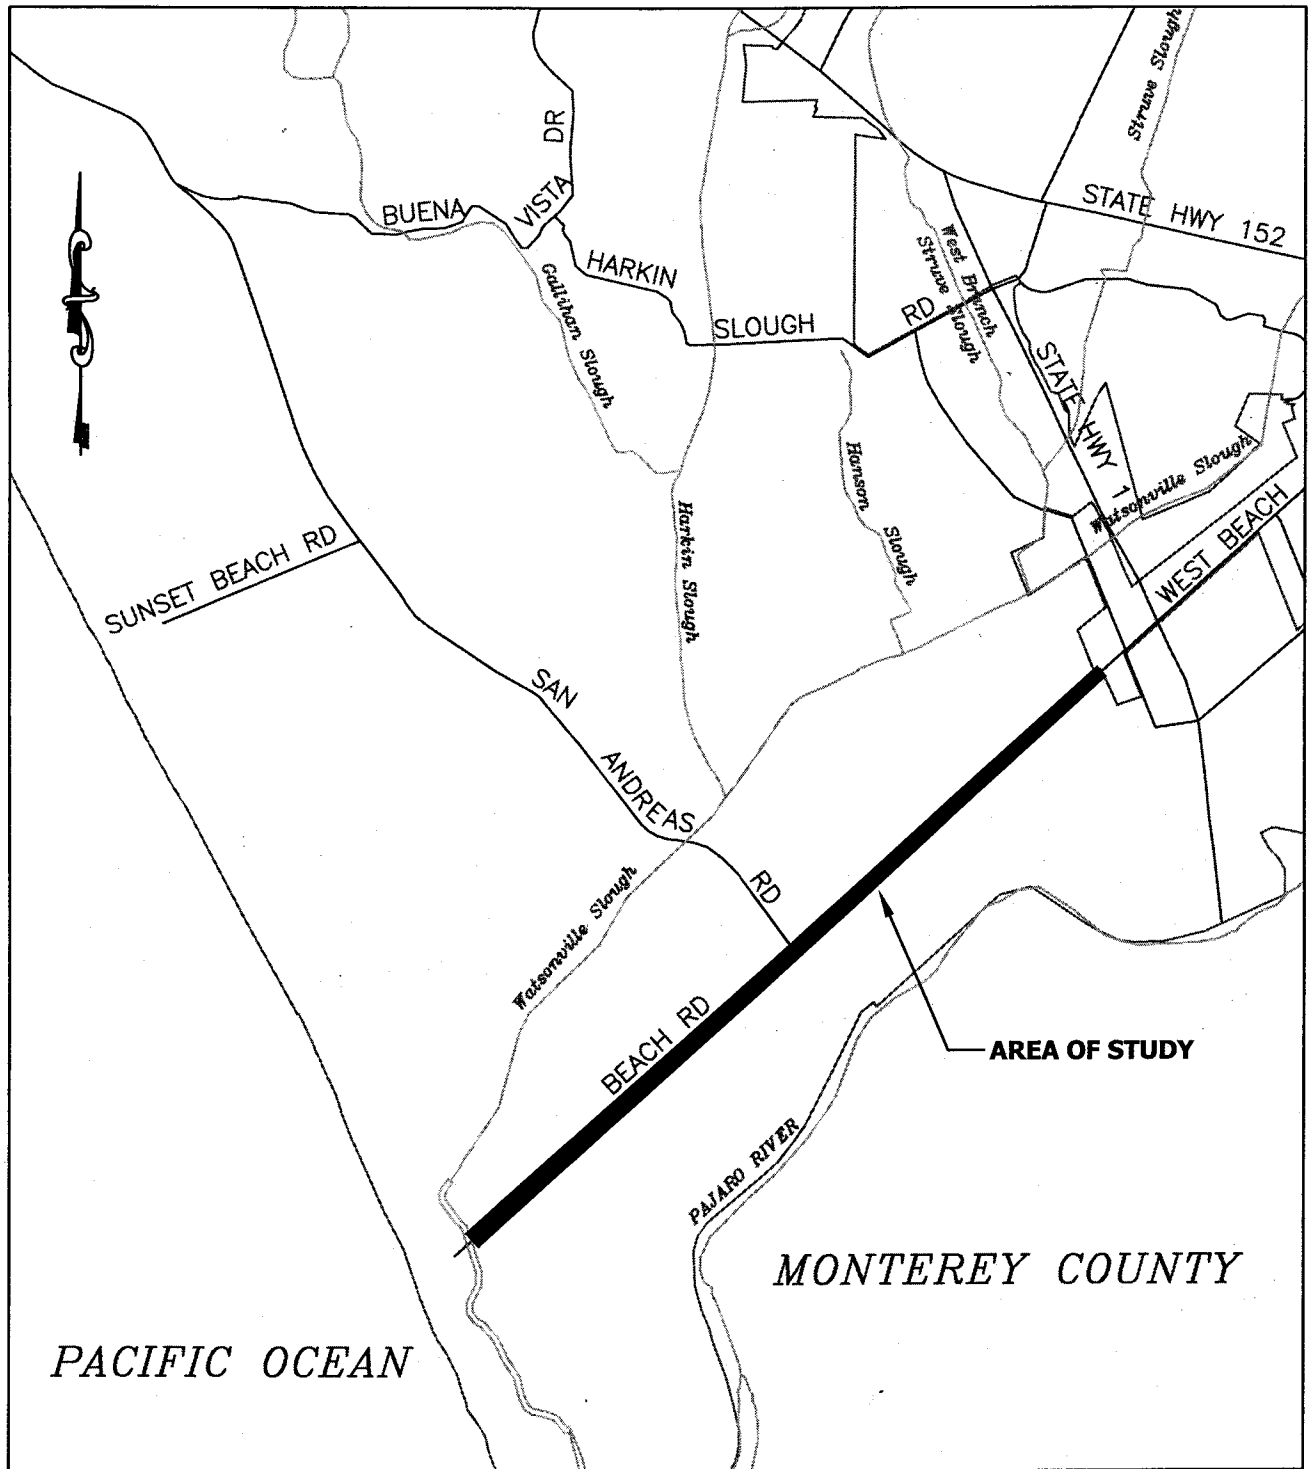 Struve Slough
DR
VISTA
BUENA
STATE HWY 152
West Branch
Struve Slough
HARKIN
SLOUGH
RD
Gallihan Slough
STATE HWY 1
Hanson Slough
Watsonville Slough
WEST BEACH
Harkin Slough
SUNSET BEACH RD
SAN
ANDREAS
RD
Watsonville Slough
BEACH RD
AREA OF STUDY
PAJARO RIVER
MONTEREY COUNTY
PACIFIC OCEAN